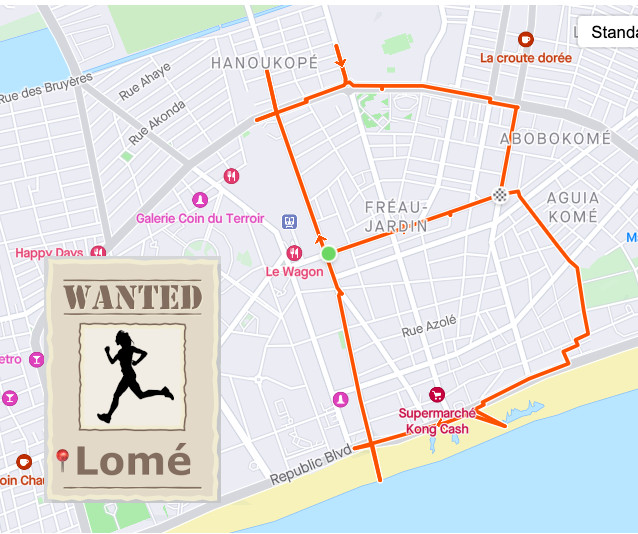 Standa
La croute dorée
HANOUKOPÉ
Rue des Bruyères
Rue Ahaye
Rue Akonda
ABOBOKOMÉ
AGUIA
KOMÉ
FRÉAU-
JARDIN
Galerie Coin du Terroir
Happy Days
Le Wagon
Ma
WANTED
Rue Azolé
etro
Supermarché
Kong Cash
Lomé
Republic Blvd
oin Cha